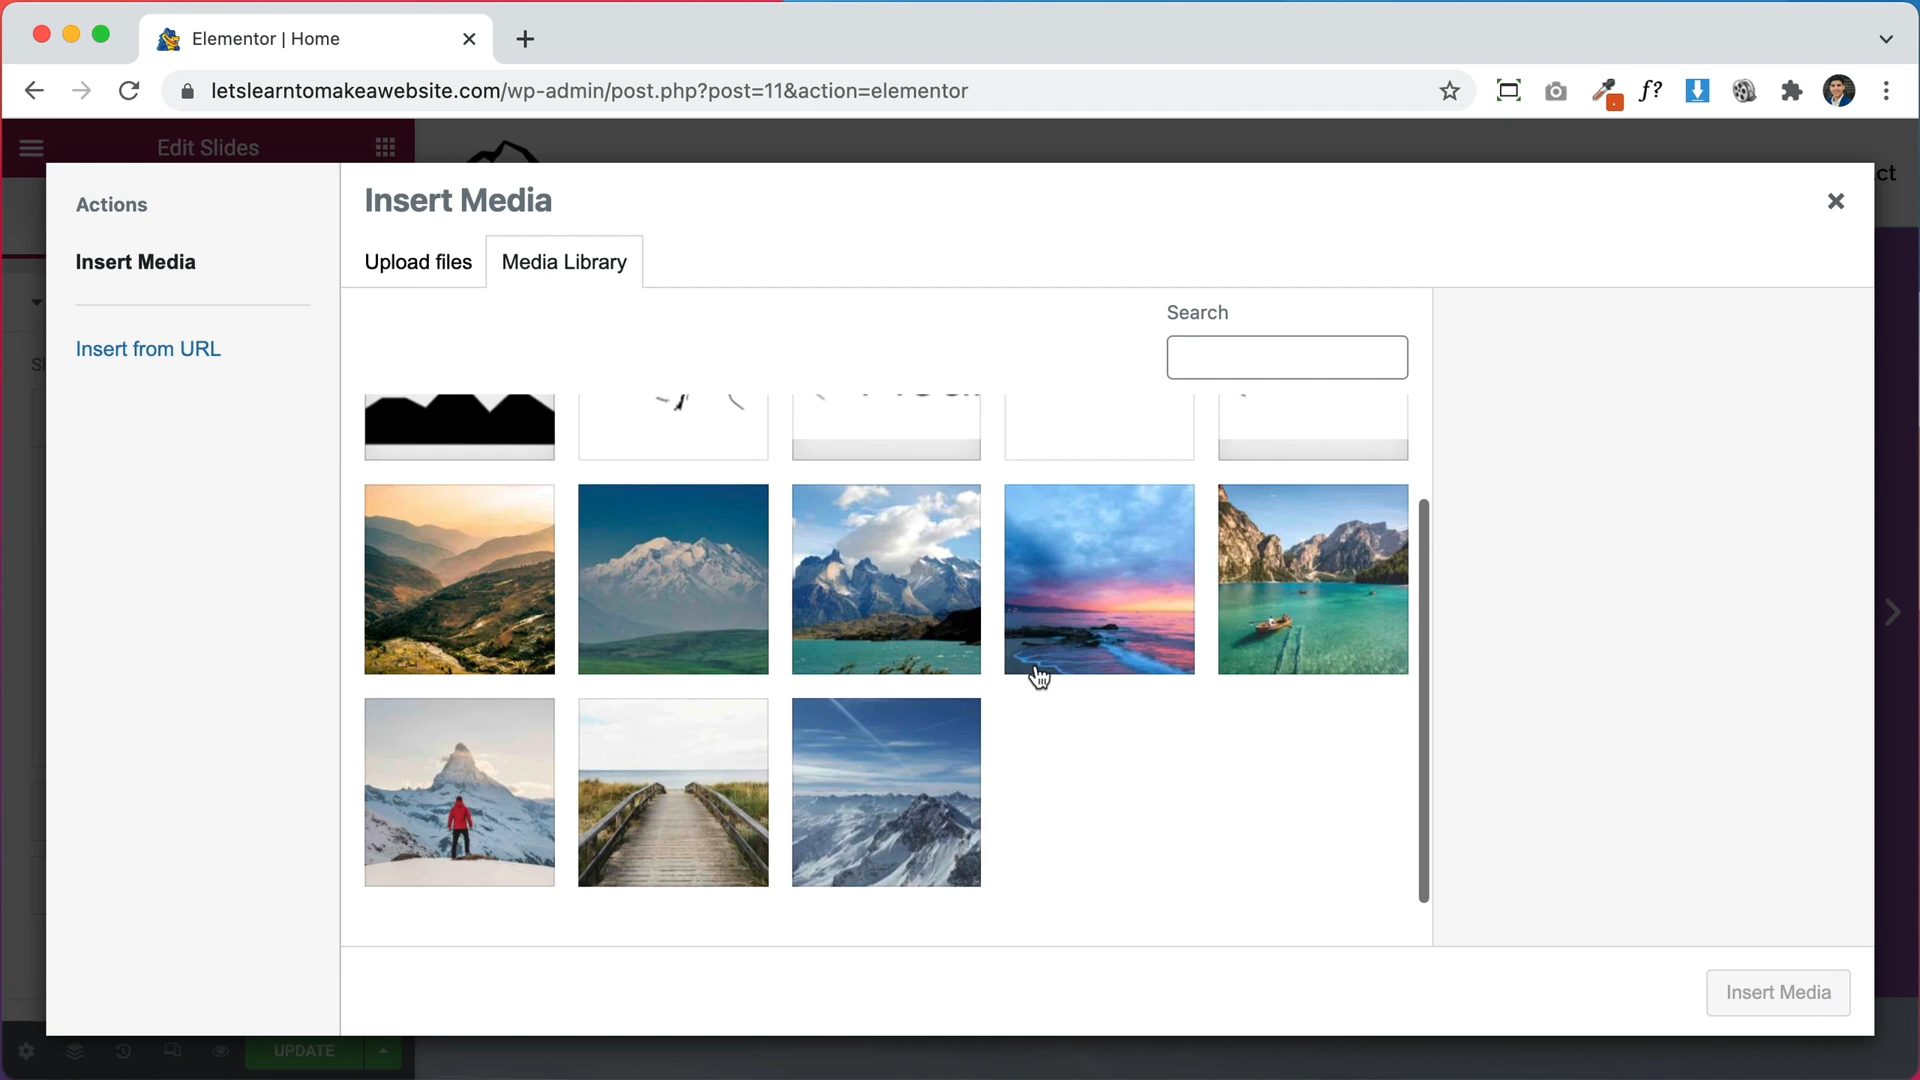 Elementor | Home
letslearntomakeawebsite.com/wp-admin/post.php?post=11&action=elementor
f?
Edit Slides
ct
Actions
Insert Media
Upload files
Media Library
Insert Media
Search
Insert from URL
Insert Media
UPDATE